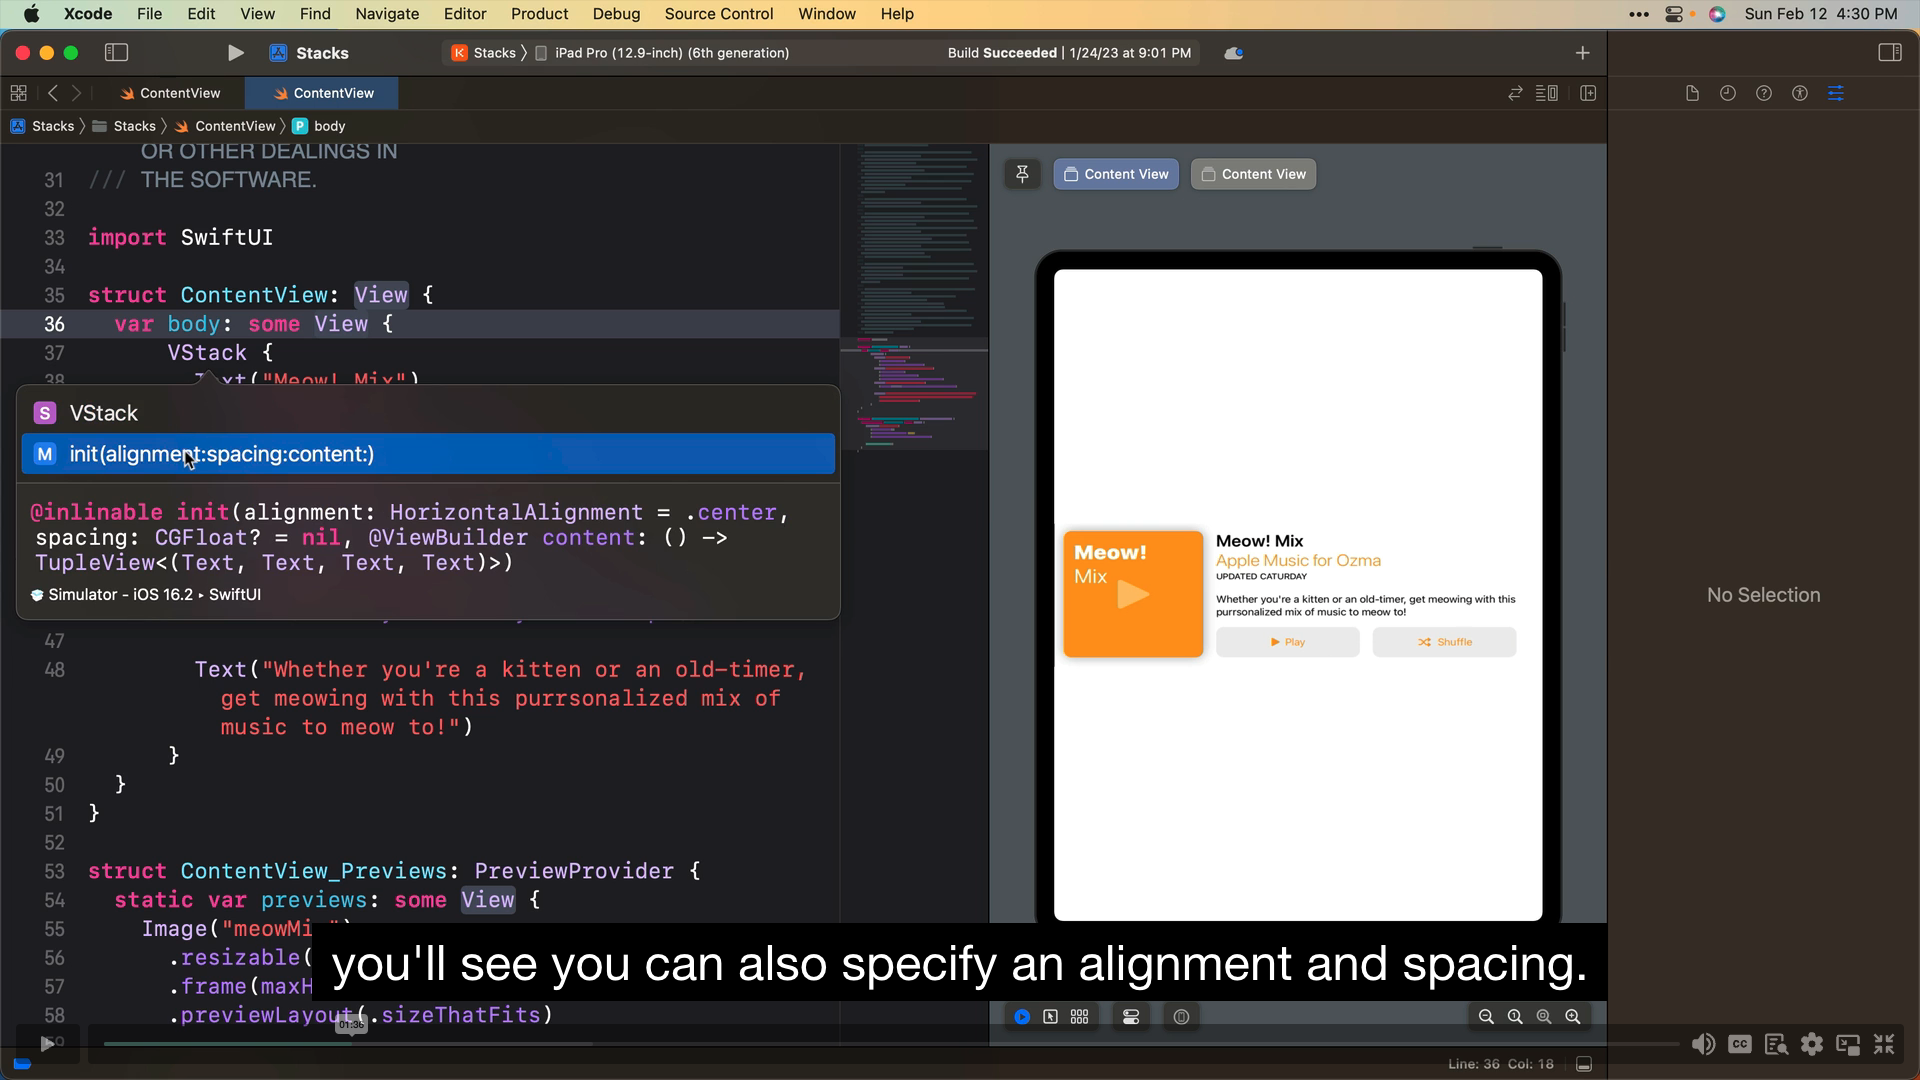 Xcode File Edit View Find Navigate Editor Product Debug Source Control Window Help Sun Feb 12 4:30 PM
Stacks Stacks iPad Pro (12.9-inch) (6th generation) Build Succeeded | 1/24/23 at 9:01 PM
ContentView ContentView
Stacks Stacks ContentView P body
OR OTHER DEALINGS IN
31 /// THE SOFTWARE.
32
33 import SwiftUI
34
35 struct ContentView: View {
36 var body: some View {
37 VStack {
38 Text("Meow! Mix")
S VStack
M init(alignment:spacing:content:)
@inlinable init(alignment: HorizontalAlignment = .center,
spacing: CGFloat? = nil, @ViewBuilder content: () ->
TupleView<(Text, Text, Text, Text)>)
Simulator - iOS 16.2 ▸ SwiftUI
47
48 Text("Whether you're a kitten or an old-timer,
get meowing with this purrsonalized mix of
music to meow to!")
49 }
50 }
51 }
52
53 struct ContentView_Previews: PreviewProvider {
54 static var previews: some View {
55 Image("meowMi
56 .resizable(
57 .frame(maxH
58 .previewLayout(.sizeThatFits)
59
Content View Content View
Meow!
Mix
Meow! Mix
Apple Music for Ozma
UPDATED CATURDAY
Whether you're a kitten or an old-timer, get meowing with this
purrsonalized mix of music to meow to!
Play Shuffle
No Selection
you'll see you can also specify an alignment and spacing.
01:36
CC
Line: 36 Col: 18